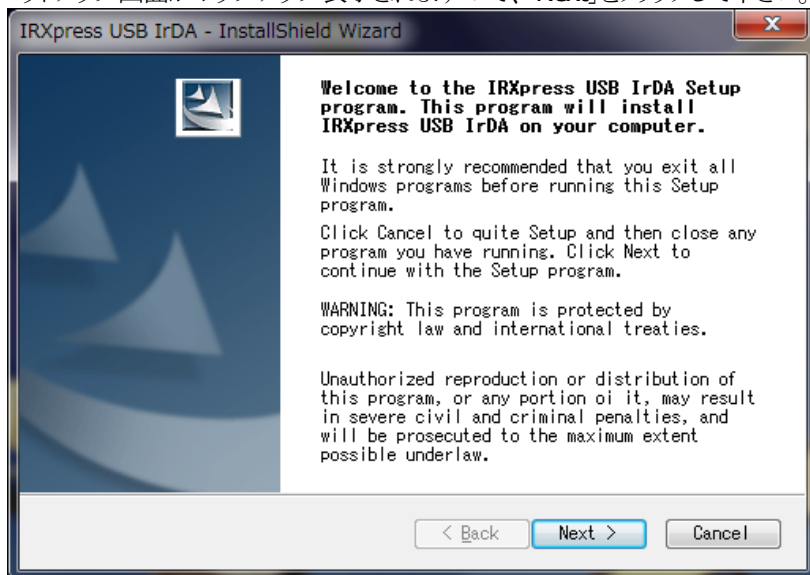 IRXpress USB IrDA - InstallShield Wizard
Welcome to the IRXpress USB IrDA Setup
program. This program will install
IRXpress USB IrDA on your computer.
It is strongly recommended that you exit all
Windows programs before running this Setup
program.
Click Cancel to quite Setup and then close any
program you have running. Click Next to
continue with the Setup program.
WARNING: This program is protected by
copyright law and international treaties.
Unauthorized reproduction or distribution of
this program, or any portion oi it, may result
in severe civil and criminal penalties, and
will be prosecuted to the maximum extent
possible underlaw.
< Back Next > Cancel